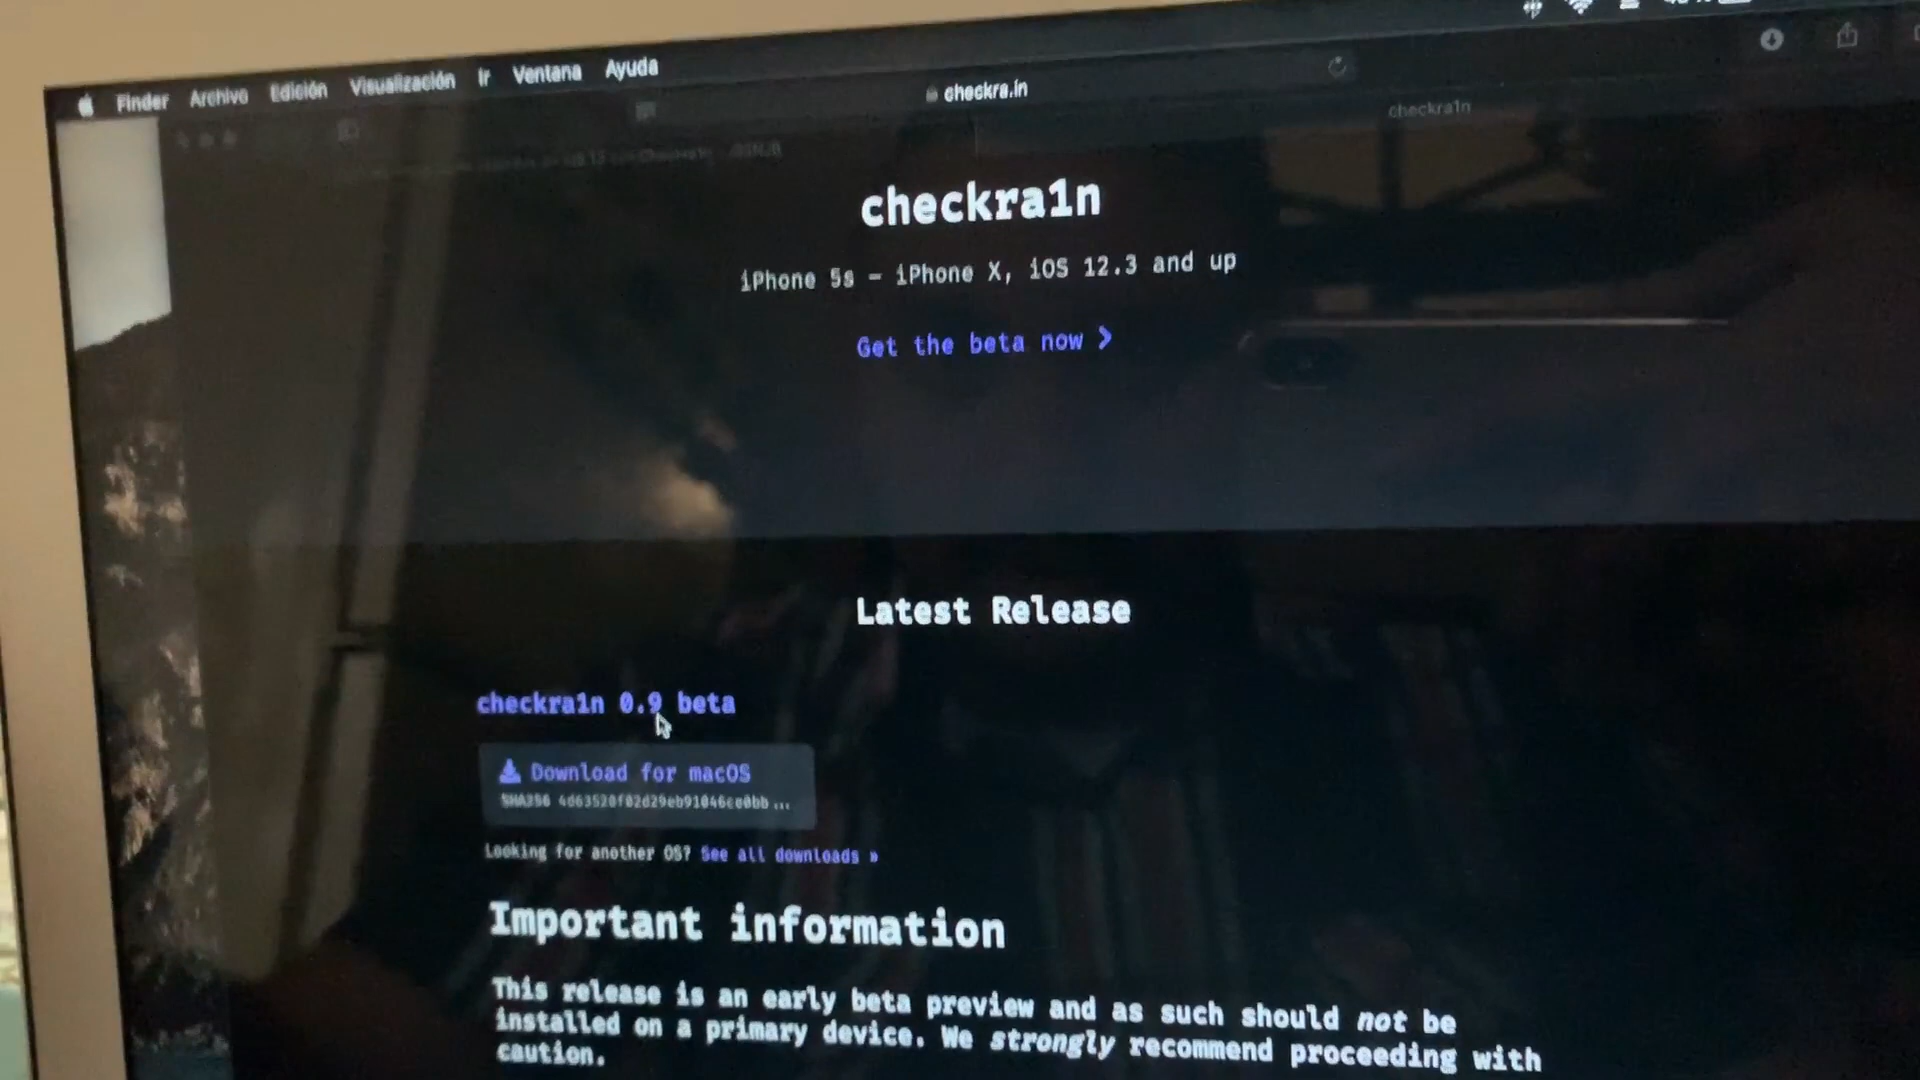 Finder Archivo Edición Visualización Ir Ventana Ayuda
checkra.in
checkra1n
checkra1n
iPhone 5s – iPhone X, iOS 12.3 and up
Get the beta now
Latest Release
checkra1n 0.9 beta
Download for macOS
SHA256 4d63520f02d29eb91046ce0bb...
Looking for another OS? See all downloads »
Important information
This release is an early beta preview and as such should not be
installed on a primary device. We strongly recommend proceeding with
caution.